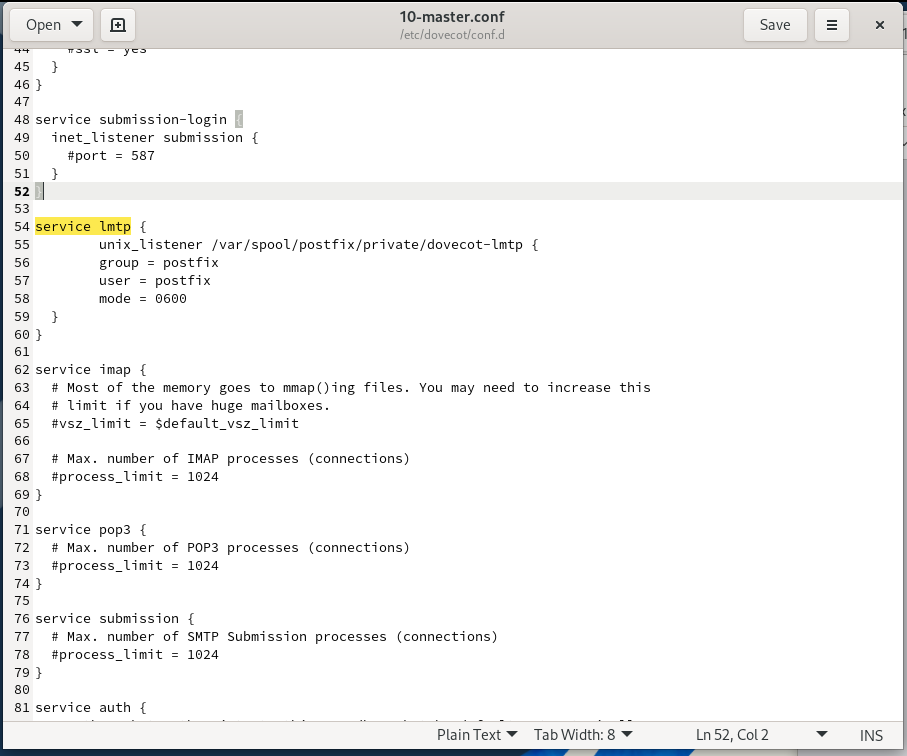 Open
10-master.conf
/etc/dovecot/conf.d
Save
44     #ssl = yes
45   }
46 }
47
48 service submission-login {
49   inet_listener submission {
50     #port = 587
51   }
52 }
53
54 service lmtp {
55         unix_listener /var/spool/postfix/private/dovecot-lmtp {
56         group = postfix
57         user = postfix
58         mode = 0600
59   }
60 }
61
62 service imap {
63   # Most of the memory goes to mmap()ing files. You may need to increase this
64   # limit if you have huge mailboxes.
65   #vsz_limit = $default_vsz_limit
66
67   # Max. number of IMAP processes (connections)
68   #process_limit = 1024
69 }
70
71 service pop3 {
72   # Max. number of POP3 processes (connections)
73   #process_limit = 1024
74 }
75
76 service submission {
77   # Max. number of SMTP Submission processes (connections)
78   #process_limit = 1024
79 }
80
81 service auth {
Plain Text Tab Width: 8 Ln 52, Col 2 INS